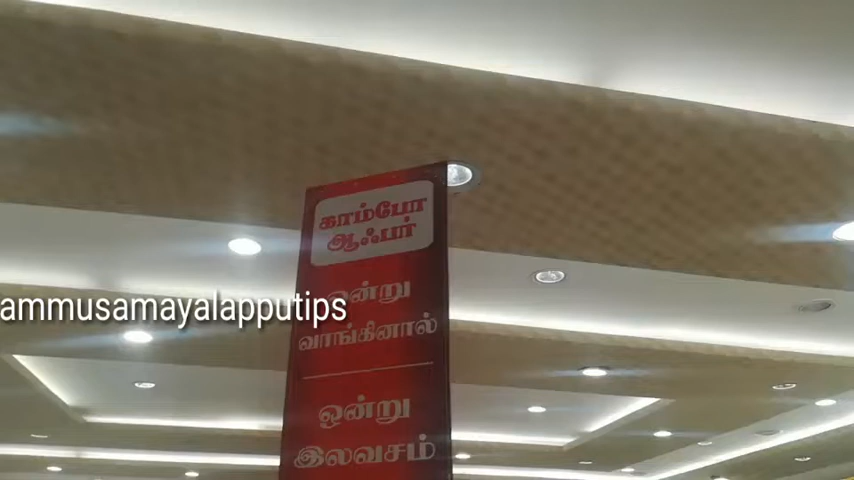 காம்போ
ஆஃபர்
ஒன்று
வாங்கினால்
ஒன்று
இலவசம்
ammusamayalapputips